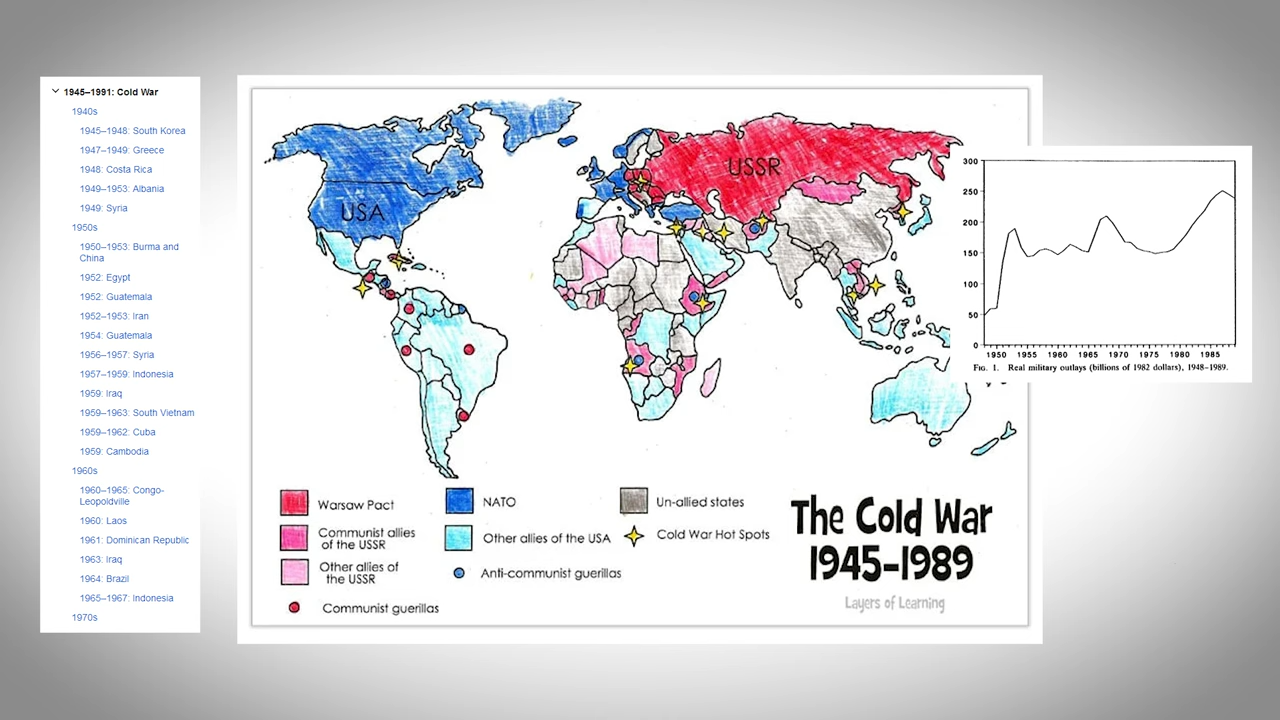 1945–1991: Cold War
1940s
1945–1948: South Korea
1947–1949: Greece
1948: Costa Rica
1949–1953: Albania
1949: Syria
1950s
1950–1953: Burma and
China
1952: Egypt
1952: Guatemala
1952–1953: Iran
1954: Guatemala
1956–1957: Syria
1957–1959: Indonesia
1959: Iraq
1959–1963: South Vietnam
1959–1962: Cuba
1959: Cambodia
1960s
1960–1965: Congo-
Leopoldville
1960: Laos
1961: Dominican Republic
1963: Iraq
1964: Brazil
1965–1967: Indonesia
1970s
USA
USSR
Warsaw Pact
Communist allies
of the USSR
Other allies of
the USSR
Communist guerillas
NATO
Other allies of the USA
Anti-communist guerillas
Un-allied states
Cold War Hot Spots
The Cold War
1945-1989
Layers of Learning
300
250
200
150
100
50
0
1950 1955 1960 1965 1970 1975 1980 1985
FIG. 1. Real military outlays (billions of 1982 dollars), 1948-1989.